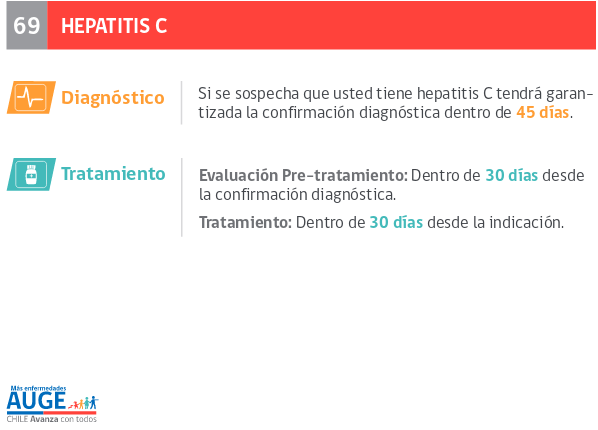 69 HEPATITIS C
Diagnóstico
Si se sospecha que usted tiene hepatitis C tendrá garan-
tizada la confirmación diagnóstica dentro de 45 días.
Tratamiento
Evaluación Pre-tratamiento: Dentro de 30 días desde
la confirmación diagnóstica.
Tratamiento: Dentro de 30 días desde la indicación.
Más enfermedades
AUGE
CHILE Avanza con todos